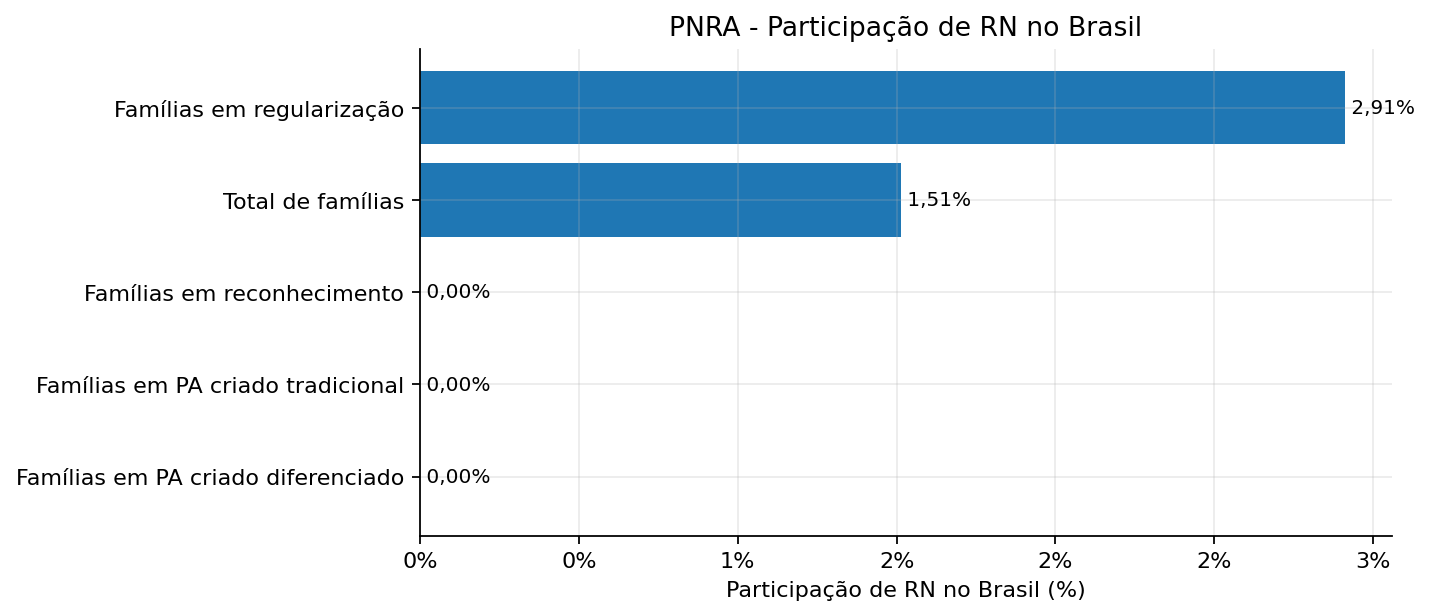 PNRA - Participação de RN no Brasil
Famílias em regularização
2,91%
Total de famílias
1,51%
Famílias em reconhecimento
0,00%
Famílias em PA criado tradicional
0,00%
Famílias em PA criado diferenciado
0,00%
0% 0% 1% 2% 2% 2% 3%
Participação de RN no Brasil (%)